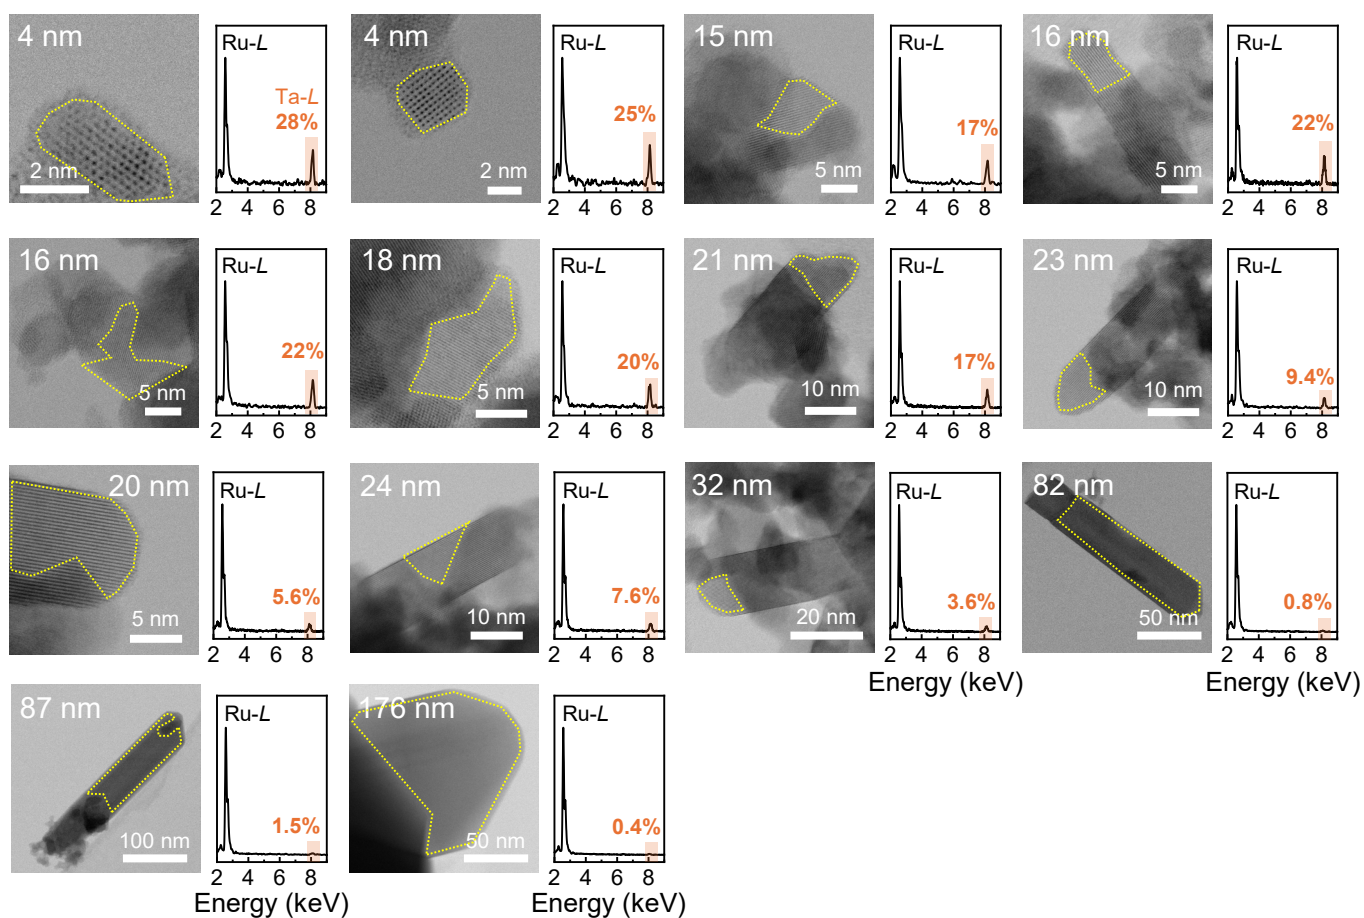 4 nm
Ru-L
Ta-L
28%
2 nm
2 4 6 8
4 nm
Ru-L
25%
2 nm
2 4 6 8
15 nm
Ru-L
17%
5 nm
2 4 6 8
16 nm
Ru-L
22%
5 nm
2 4 6 8
16 nm
Ru-L
22%
5 nm
2 4 6 8
18 nm
Ru-L
20%
5 nm
2 4 6 8
21 nm
Ru-L
17%
10 nm
2 4 6 8
23 nm
Ru-L
9.4%
10 nm
2 4 6 8
20 nm
Ru-L
5.6%
5 nm
2 4 6 8
24 nm
Ru-L
7.6%
10 nm
2 4 6 8
32 nm
Ru-L
3.6%
20 nm
2 4 6 8
Energy (keV)
82 nm
Ru-L
0.8%
50 nm
2 4 6 8
Energy (keV)
87 nm
Ru-L
1.5%
100 nm
2 4 6 8
Energy (keV)
176 nm
Ru-L
0.4%
50 nm
2 4 6 8
Energy (keV)